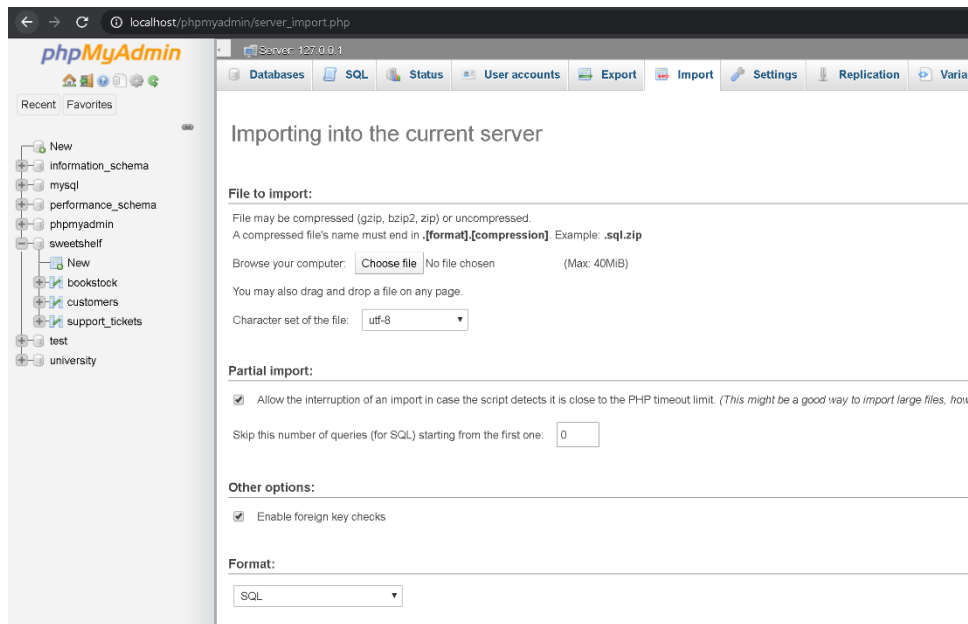 localhost/phpmyadmin/server_import.php
phpMyAdmin
Recent Favorites
New
information_schema
mysql
performance_schema
phpmyadmin
sweetshelf
New
bookstock
customers
support_tickets
test
university
Server: 127.0.0.1
Databases SQL Status User accounts Export Import Settings Replication Varia
Importing into the current server
File to import:
File may be compressed (gzip, bzip2, zip) or uncompressed.
A compressed file's name must end in .[format].[compression]. Example: .sql.zip
Browse your computer: Choose file No file chosen (Max: 40MiB)
You may also drag and drop a file on any page.
Character set of the file: utf-8
Partial import:
Allow the interruption of an import in case the script detects it is close to the PHP timeout limit. (This might be a good way to import large files, how
Skip this number of queries (for SQL) starting from the first one: 0
Other options:
Enable foreign key checks
Format:
SQL